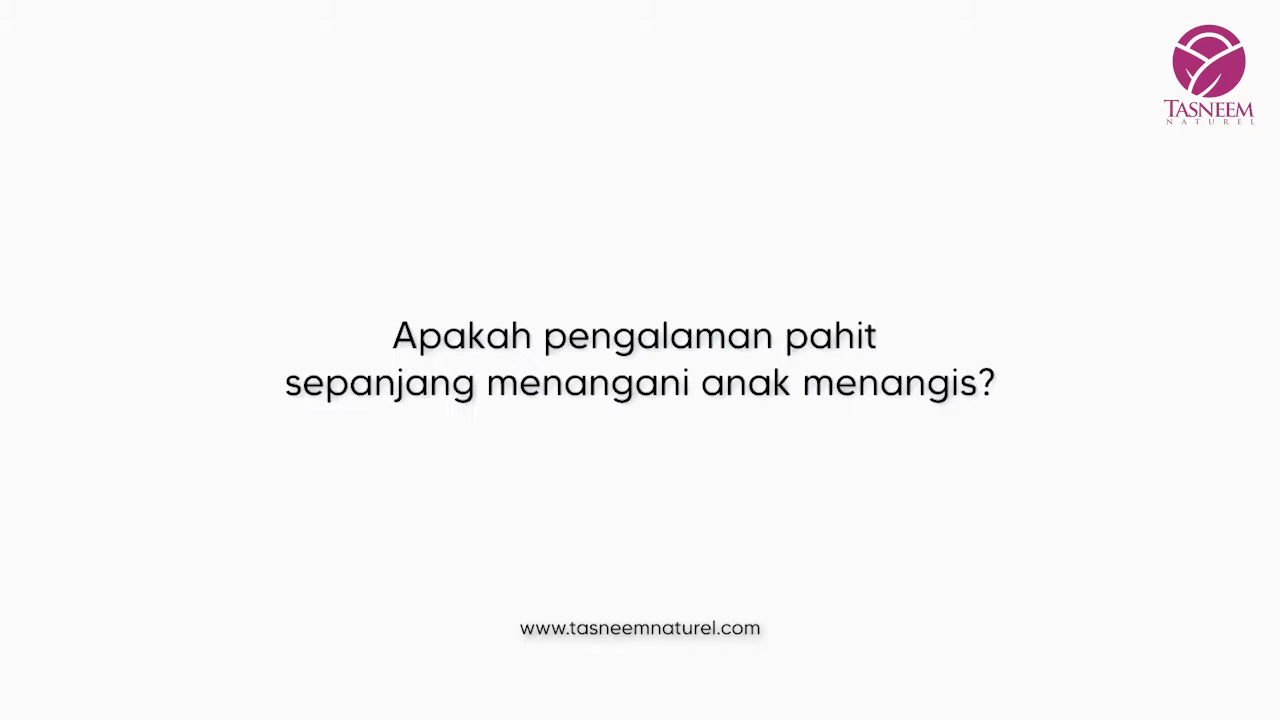 TASNEEM
NATUREL
Apakah pengalaman pahit
sepanjang menangani anak menangis?
www.tasneemnaturel.com